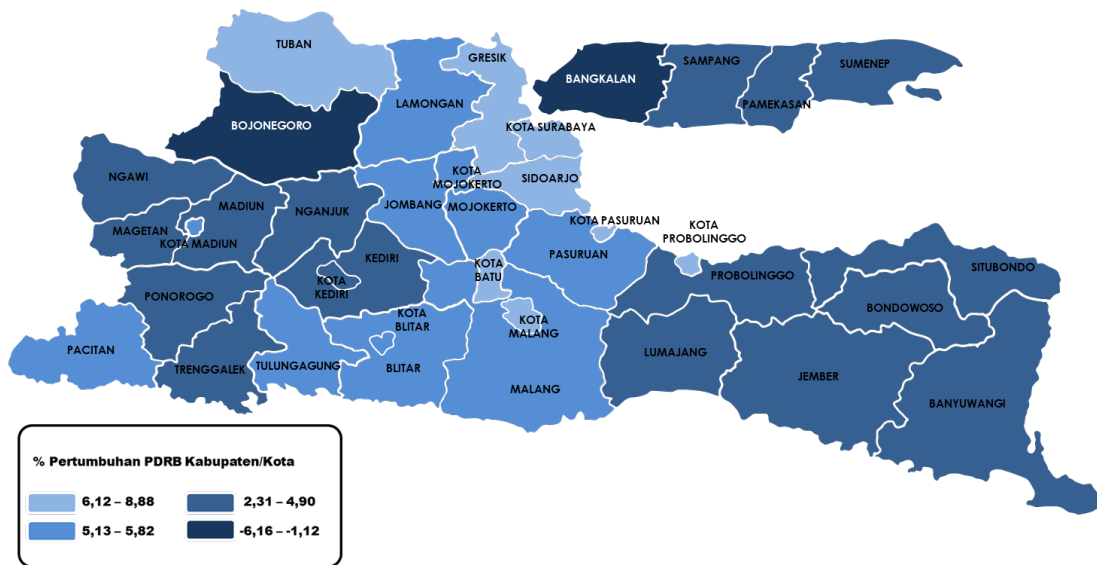 TUBAN
GRESIK
LAMONGAN
BANGKALAN
SAMPANG
SUMENEP
PAMEKASAN
BOJONEGORO
KOTA SURABAYA
NGAWI
KOTA
MOJOKERTO
SIDOARJO
MADIUN
NGANJUK
JOMBANG
MOJOKERTO
MAGETAN
KOTA MADIUN
KOTA PASURUAN
KOTA
PROBOLINGGO
KEDIRI
KOTA
BATU
PASURUAN
PROBOLINGGO
SITUBONDO
PONOROGO
KOTA
KEDIRI
BONDOWOSO
KOTA
BLITAR
KOTA
MALANG
PACITAN
TRENGGALEK
TULUNGAGUNG
BLITAR
MALANG
LUMAJANG
JEMBER
BANYUWANGI
% Pertumbuhan PDRB Kabupaten/Kota
6,12 – 8,88
2,31 – 4,90
5,13 – 5,82
-6,16 – -1,12